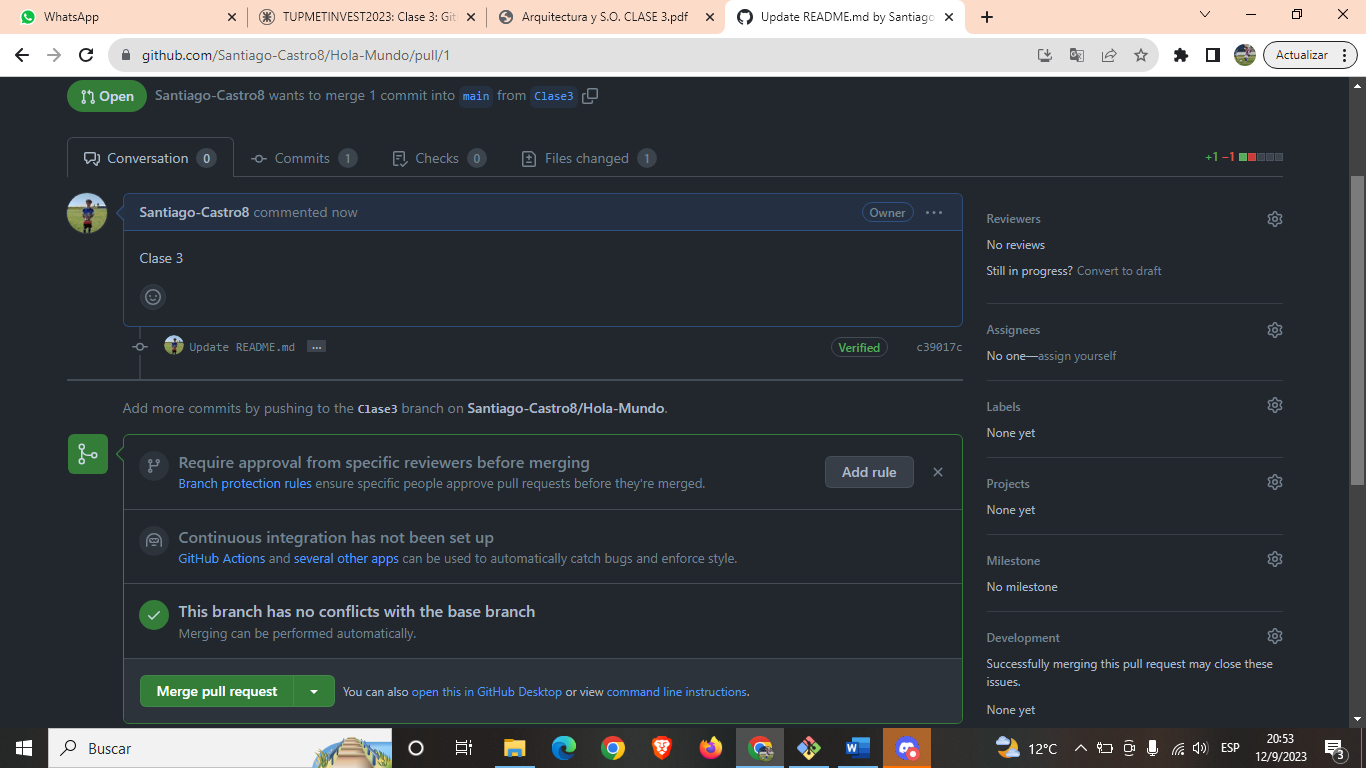 WhatsApp
TUPMETINVEST2023: Clase 3: Git
Arquitectura y S.O. CLASE 3.pdf
Update README.md by Santiago
github.com/Santiago-Castro8/Hola-Mundo/pull/1
Actualizar
Open
Santiago-Castro8 wants to merge 1 commit into main from Clase3
Conversation 0
Commits 1
Checks 0
Files changed 1
+1 −1
Santiago-Castro8 commented now
Owner
Clase 3
Update README.md
Verified
c39017c
Add more commits by pushing to the Clase3 branch on Santiago-Castro8/Hola-Mundo.
Require approval from specific reviewers before merging
Branch protection rules ensure specific people approve pull requests before they're merged.
Add rule
Continuous integration has not been set up
GitHub Actions and several other apps can be used to automatically catch bugs and enforce style.
This branch has no conflicts with the base branch
Merging can be performed automatically.
Merge pull request
You can also open this in GitHub Desktop or view command line instructions.
Reviewers
No reviews
Still in progress? Convert to draft
Assignees
No one—assign yourself
Labels
None yet
Projects
None yet
Milestone
No milestone
Development
Successfully merging this pull request may close these
issues.
None yet
Buscar
12°C
ESP
20:53
12/9/2023
3